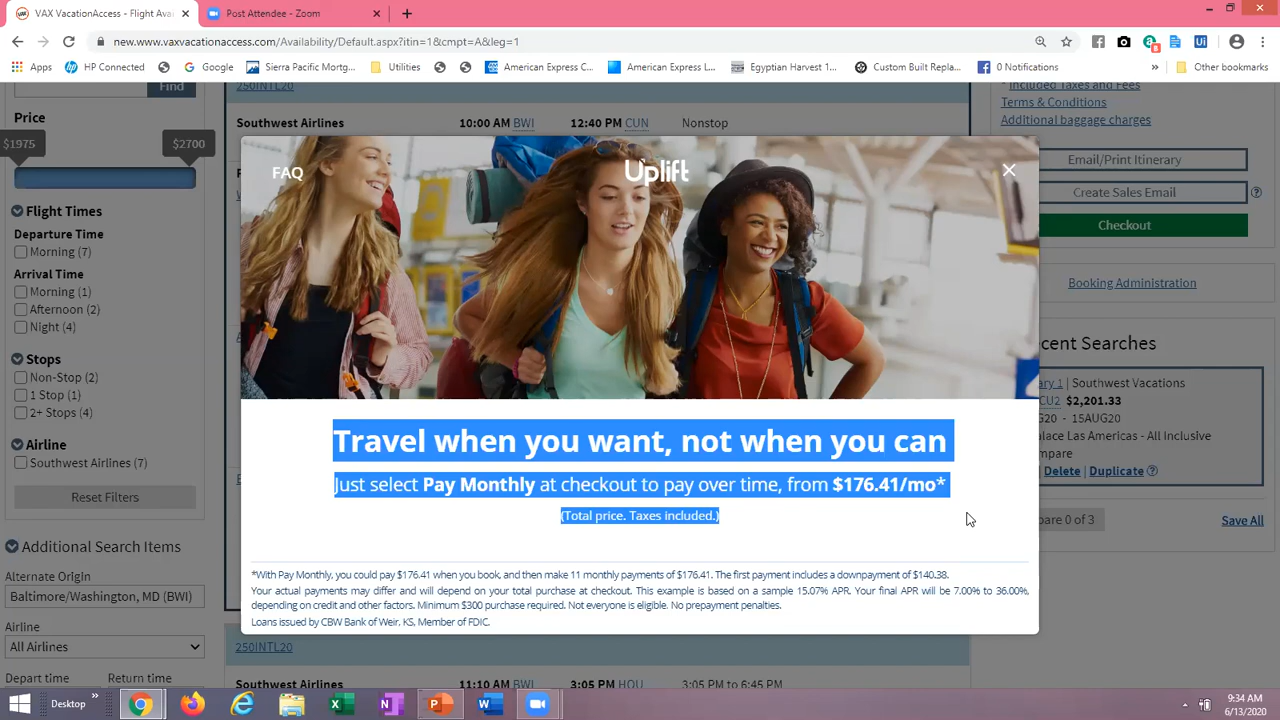 VAX VacationAccess - Flight Avai
Post Attendee - Zoom
new.vaxvacationaccess.com/Availability/Default.aspx?itin=1&cmpt=A&leg=1
Apps
HP Connected
Google
Sierra Pacific Mortg...
Utilities
American Express C...
American Express L...
Egyptian Harvest 1...
Custom Built Repla...
0 Notifications
»
Other bookmarks
Find
Price
$1975
$2700
Flight Times
Departure Time
Morning (7)
Arrival Time
Morning (1)
Afternoon (2)
Night (4)
Stops
Non-Stop (2)
1 Stop (1)
2+ Stops (4)
Airline
Southwest Airlines (7)
Reset Filters
Additional Search Items
Alternate Origin
Baltimore/Washington, MD (BWI)
Airline
All Airlines
Depart time Return time
250INTL20
Southwest Airlines 10:00 AM BWI 12:40 PM CUN Nonstop
FAQ
Uplift
Travel when you want, not when you can
Just select Pay Monthly at checkout to pay over time, from $176.41/mo*
(Total price. Taxes included.)
*With Pay Monthly, you could pay $176.41 when you book, and then make 11 monthly payments of $176.41. The first payment includes a downpayment of $140.38.
Your actual payments may differ and will depend on your total purchase at checkout. This example is based on a sample 15.07% APR. Your final APR will be 7.00% to 36.00%,
depending on credit and other factors. Minimum $300 purchase required. Not everyone is eligible. No prepayment penalties.
Loans issued by CBW Bank of Weir, KS, Member of FDIC.
250INTL20
Southwest Airlines 11:10 AM BWI 3:05 PM HOU 3:05 PM to 6:45 PM
* Included Taxes and Fees
Terms & Conditions
Additional baggage charges
Email/Print Itinerary
Create Sales Email
Checkout
Booking Administration
ecent Searches
ary 1 | Southwest Vacations
CU2 $2,201.33
G20 - 15AUG20
alace Las Americas - All Inclusive
mpare
Delete | Duplicate
pare 0 of 3
Save All
Desktop
»
9:34 AM
6/13/2020